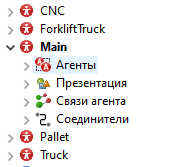 CNC
ForkliftTruck
Main
Агенты
Презентация
Связи агента
Соединители
Pallet
Truck